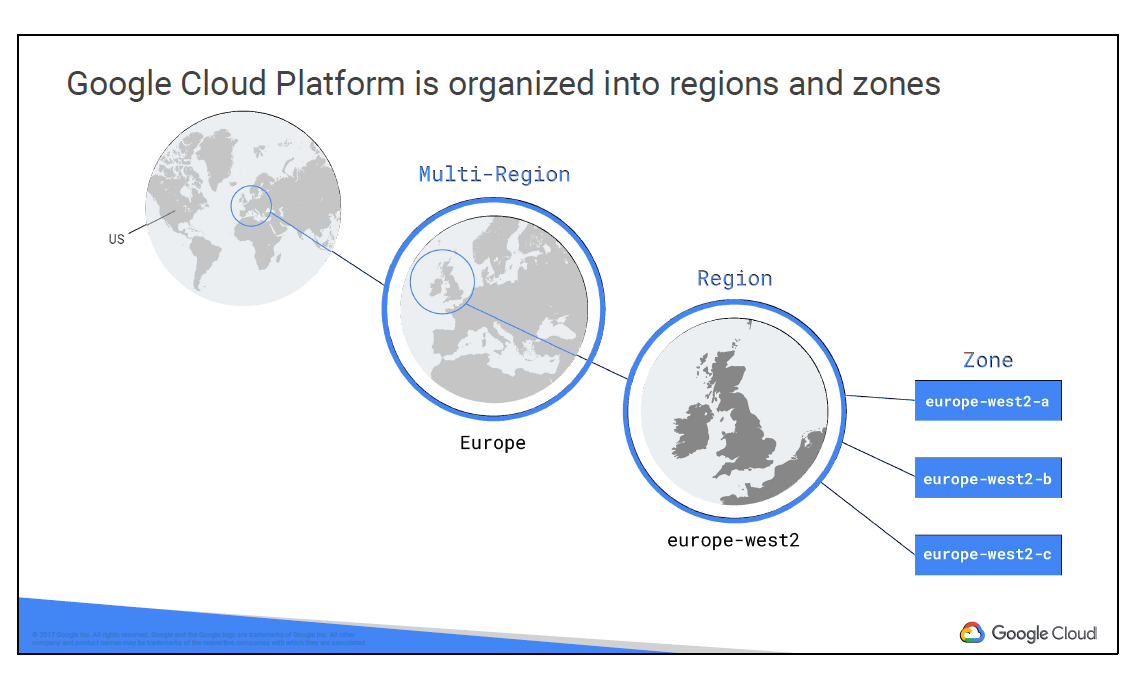 Google Cloud Platform is organized into regions and zones
US
Multi-Region
Europe
Region
europe-west2
Zone
europe-west2-a
europe-west2-b
europe-west2-c
© 2017 Google Inc. All rights reserved. Google and the Google logo are trademarks of Google Inc. All other
company and product names may be trademarks of the respective companies with which they are associated.
Google Cloud